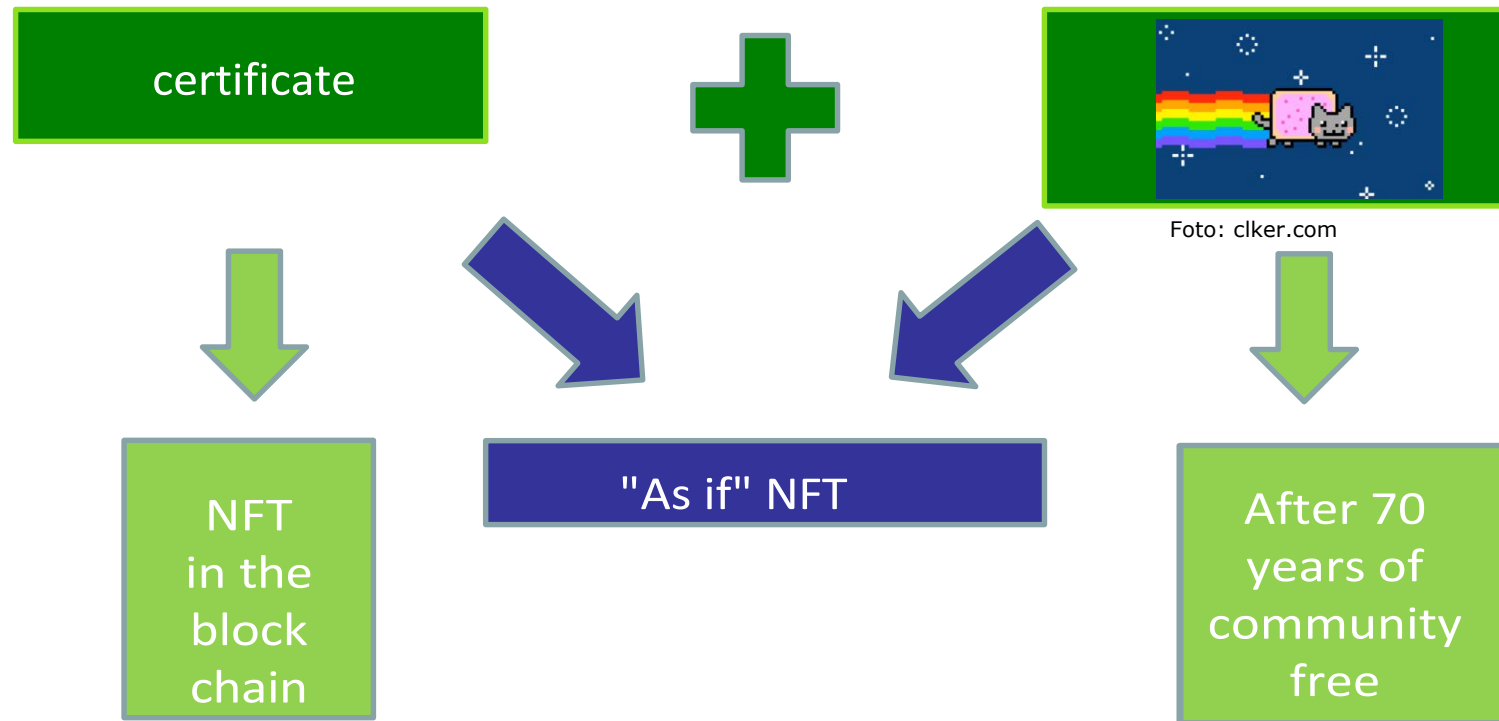 certificate
Foto: clker.com
NFT
in the
block
chain
"As if" NFT
After 70
years of
community
free